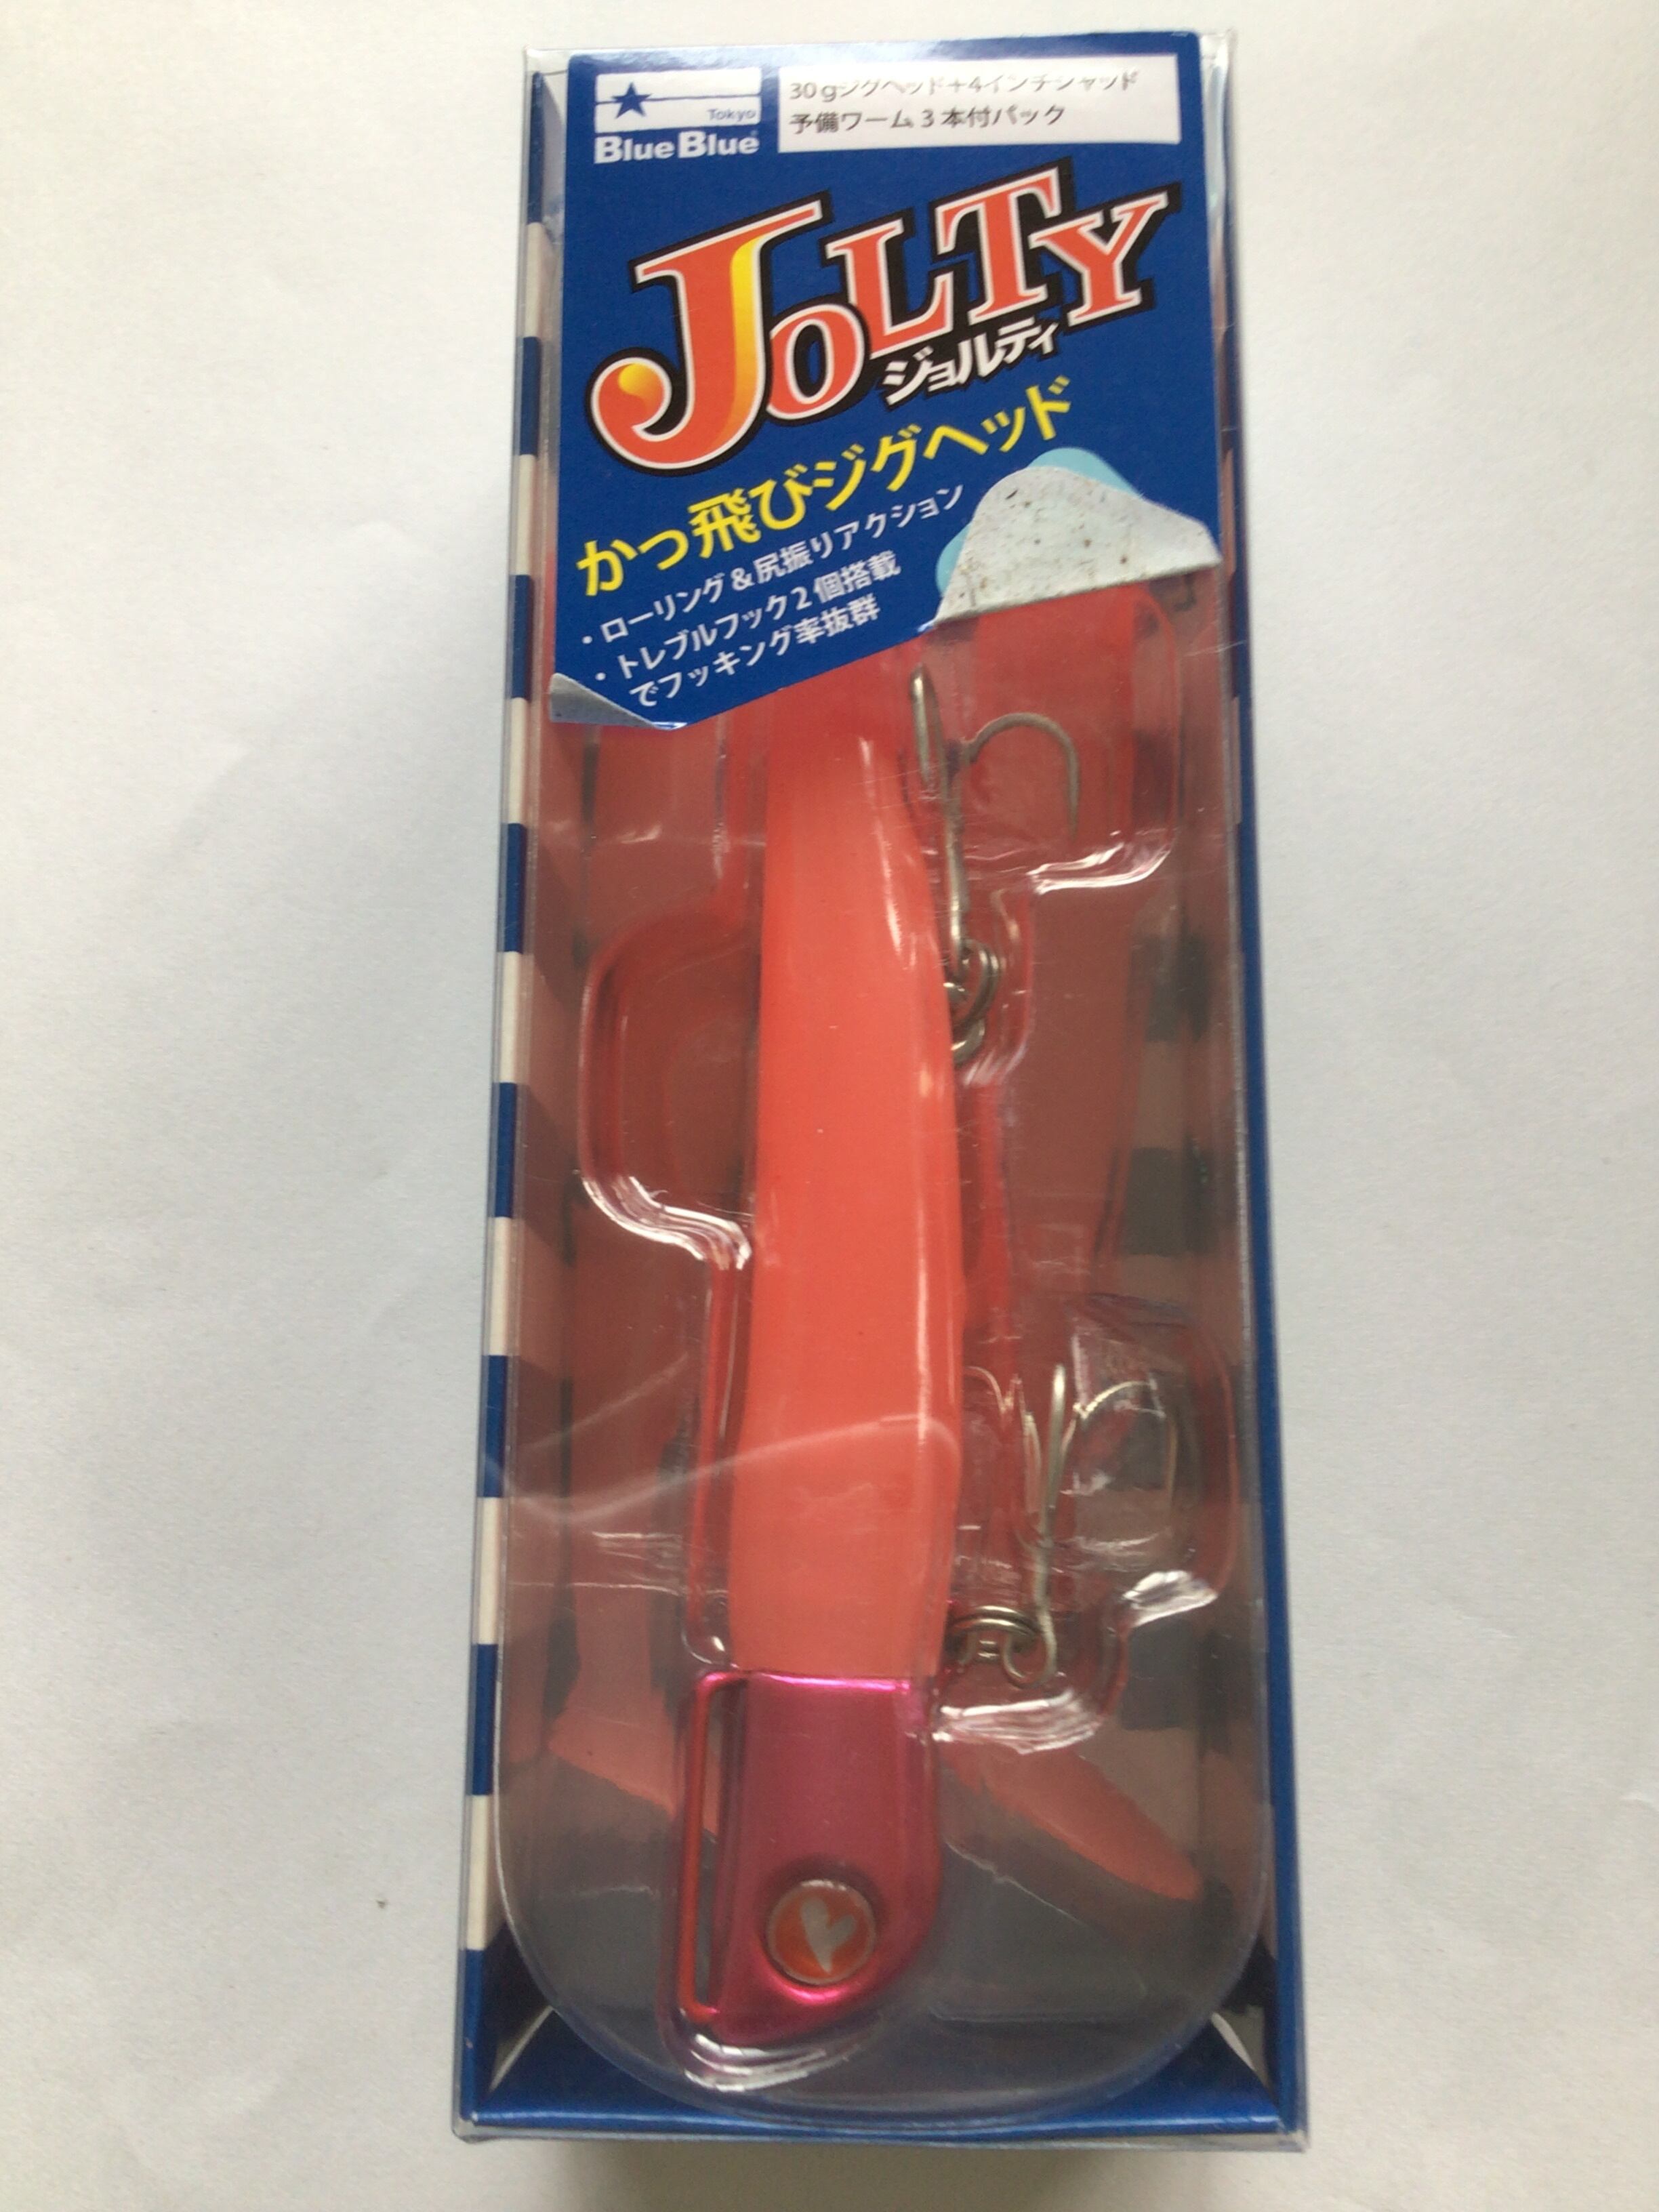 Tokyo
BlueBlue
30gジグヘッド+4インチシャッド
予備ワーム3本付パック
JOLTY
ジョルティ
かっ飛びジグヘッド
・ローリング&尻振りアクション
・トレブルフック2個搭載
でフッキング率抜群